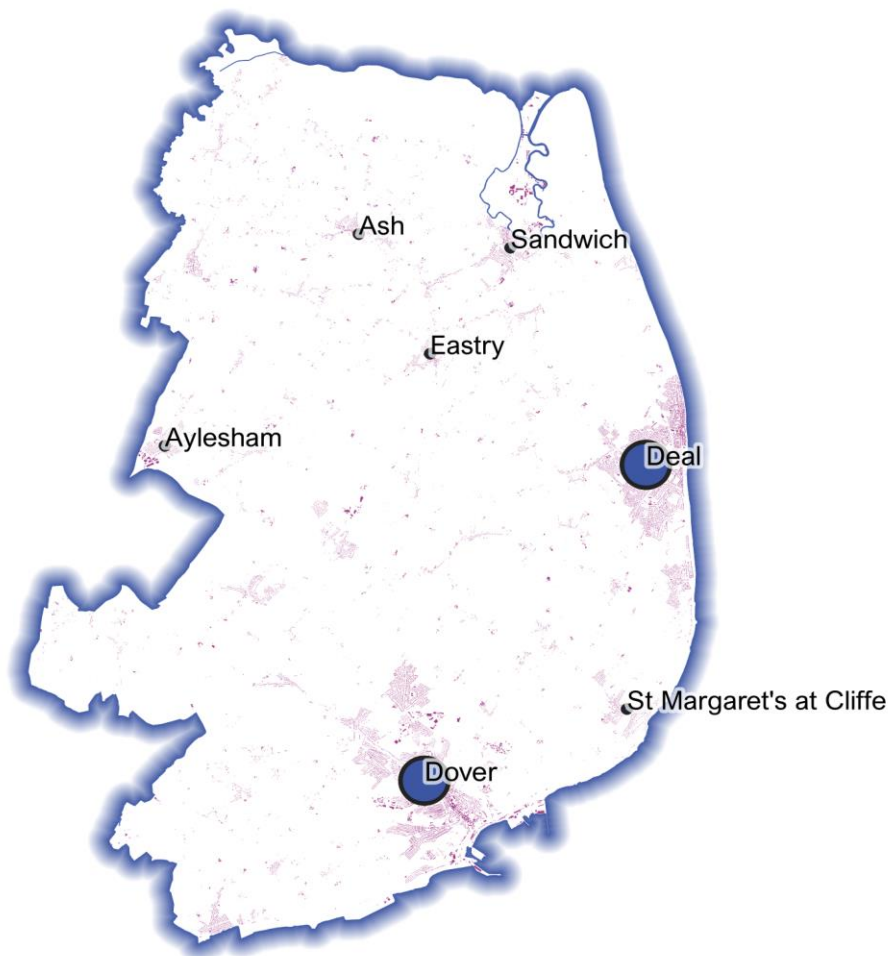 Ash
Sandwich
Eastry
Aylesham
Deal
St Margaret's at Cliffe
Dover